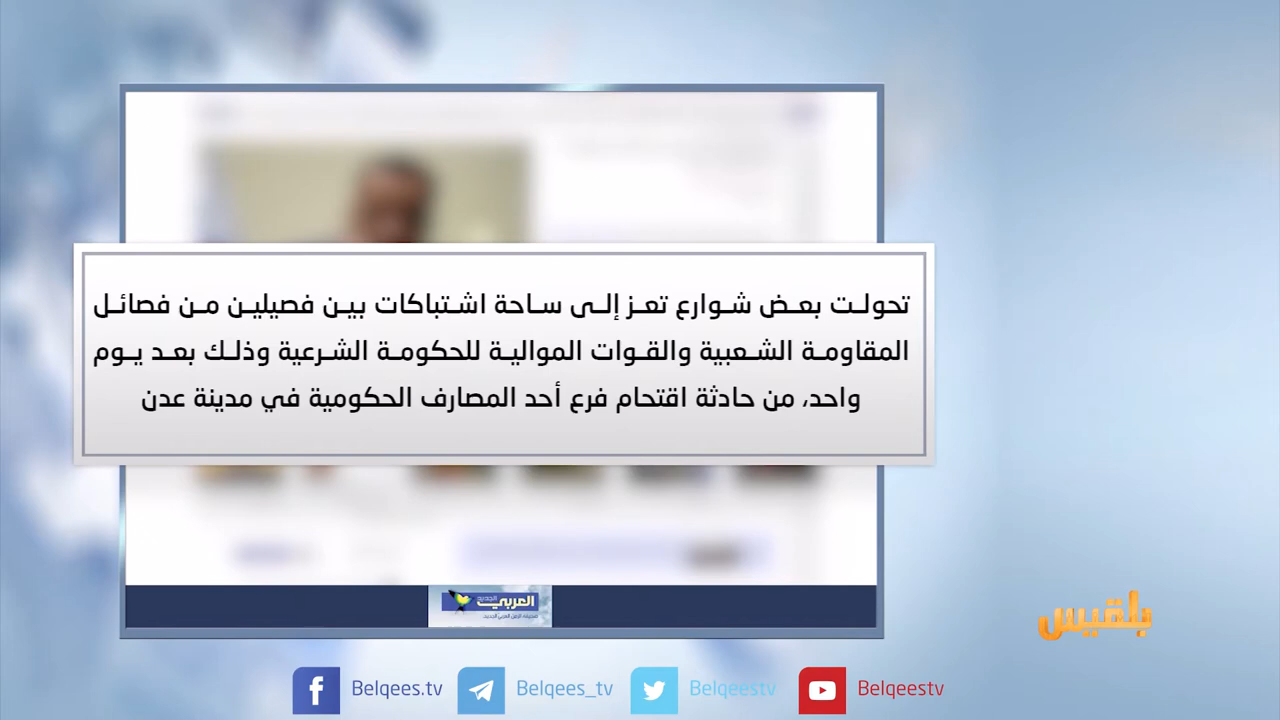 تحولت بعض شوارع تعز إلى ساحة اشتباكات بين فصيلين من فصائل
المقاومة الشعبية والقوات الموالية للحكومة الشرعية وذلك بعد يوم
واحد، من حادثة اقتحام فرع أحد المصارف الحكومية في مدينة عدن
العربي الجديد
بلقيس
Belqees.tv Belqees_tv Belqeestv Belqeestv